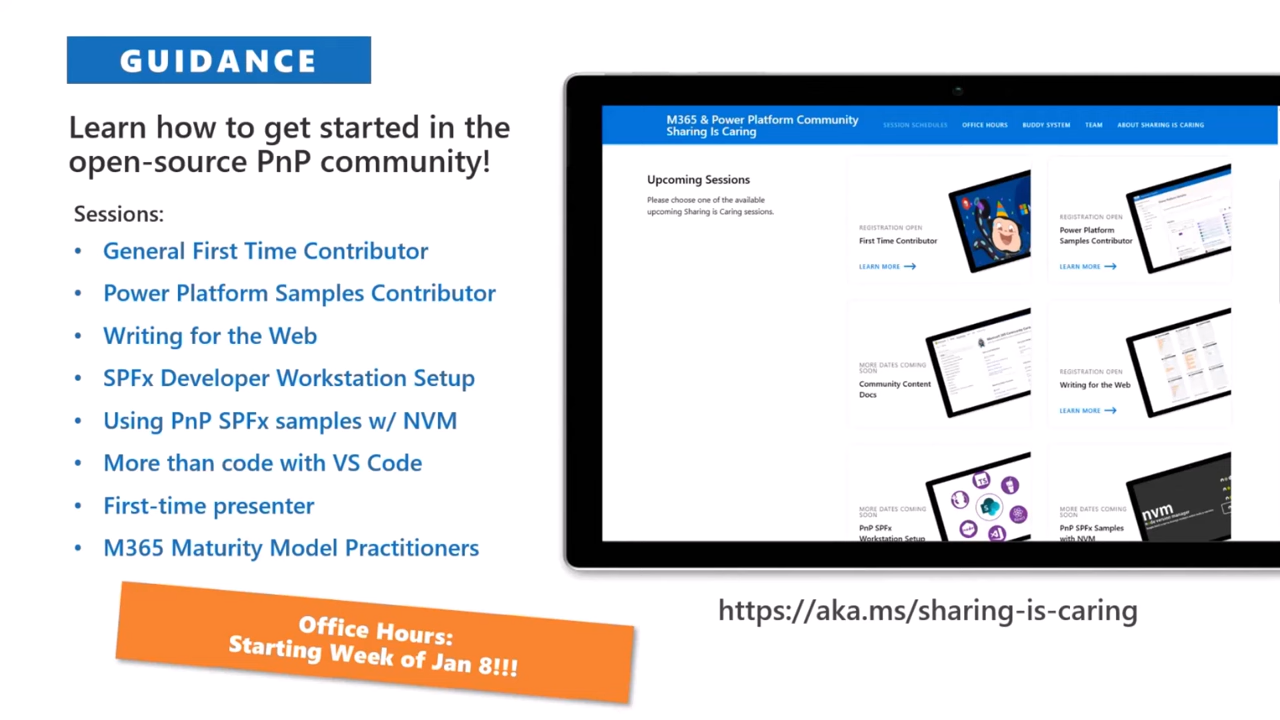 GUIDANCE
Learn how to get started in the
open-source PnP community!
Sessions:
• General First Time Contributor
• Power Platform Samples Contributor
• Writing for the Web
• SPFx Developer Workstation Setup
• Using PnP SPFx samples w/ NVM
• More than code with VS Code
• First-time presenter
• M365 Maturity Model Practitioners
Office Hours:
Starting Week of Jan 8!!!
M365 & Power Platform Community
Sharing Is Caring
SESSION SCHEDULES
OFFICE HOURS
BUDDY SYSTEM
TEAM
ABOUT SHARING IS CARING
Upcoming Sessions
Please choose one of the available
upcoming Sharing is Caring sessions.
REGISTRATION OPEN
First Time Contributor
LEARN MORE
REGISTRATION OPEN
Power Platform
Samples Contributor
LEARN MORE
MORE DATES COMING
SOON
Community Content
Docs
REGISTRATION OPEN
Writing for the Web
LEARN MORE
MORE DATES COMING
SOON
PnP SPFx
Workstation Setup
TS
MORE DATES COMING
SOON
PnP SPFx Samples
with NVM
nvm
https://aka.ms/sharing-is-caring